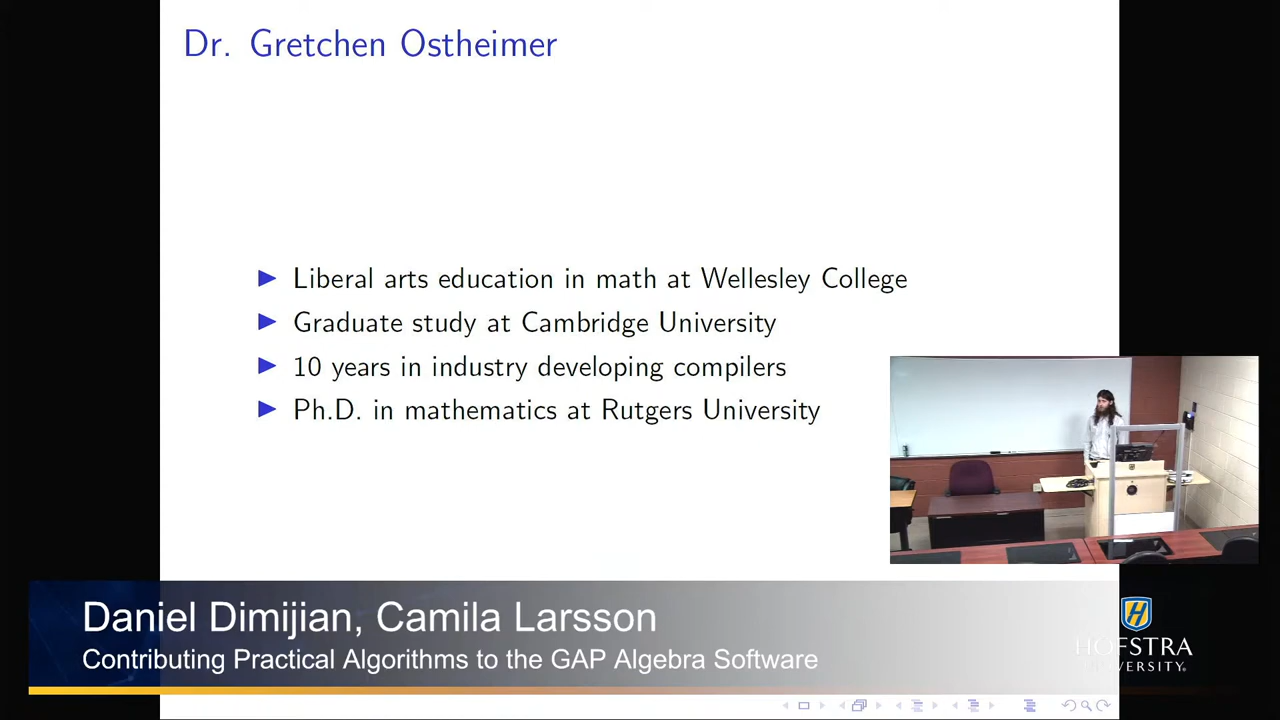 Dr. Gretchen Ostheimer
Liberal arts education in math at Wellesley College
Graduate study at Cambridge University
10 years in industry developing compilers
Ph.D. in mathematics at Rutgers University
Daniel Dimijian, Camila Larsson
Contributing Practical Algorithms to the GAP Algebra Software
H
HOFSTRA
UNIVERSITY